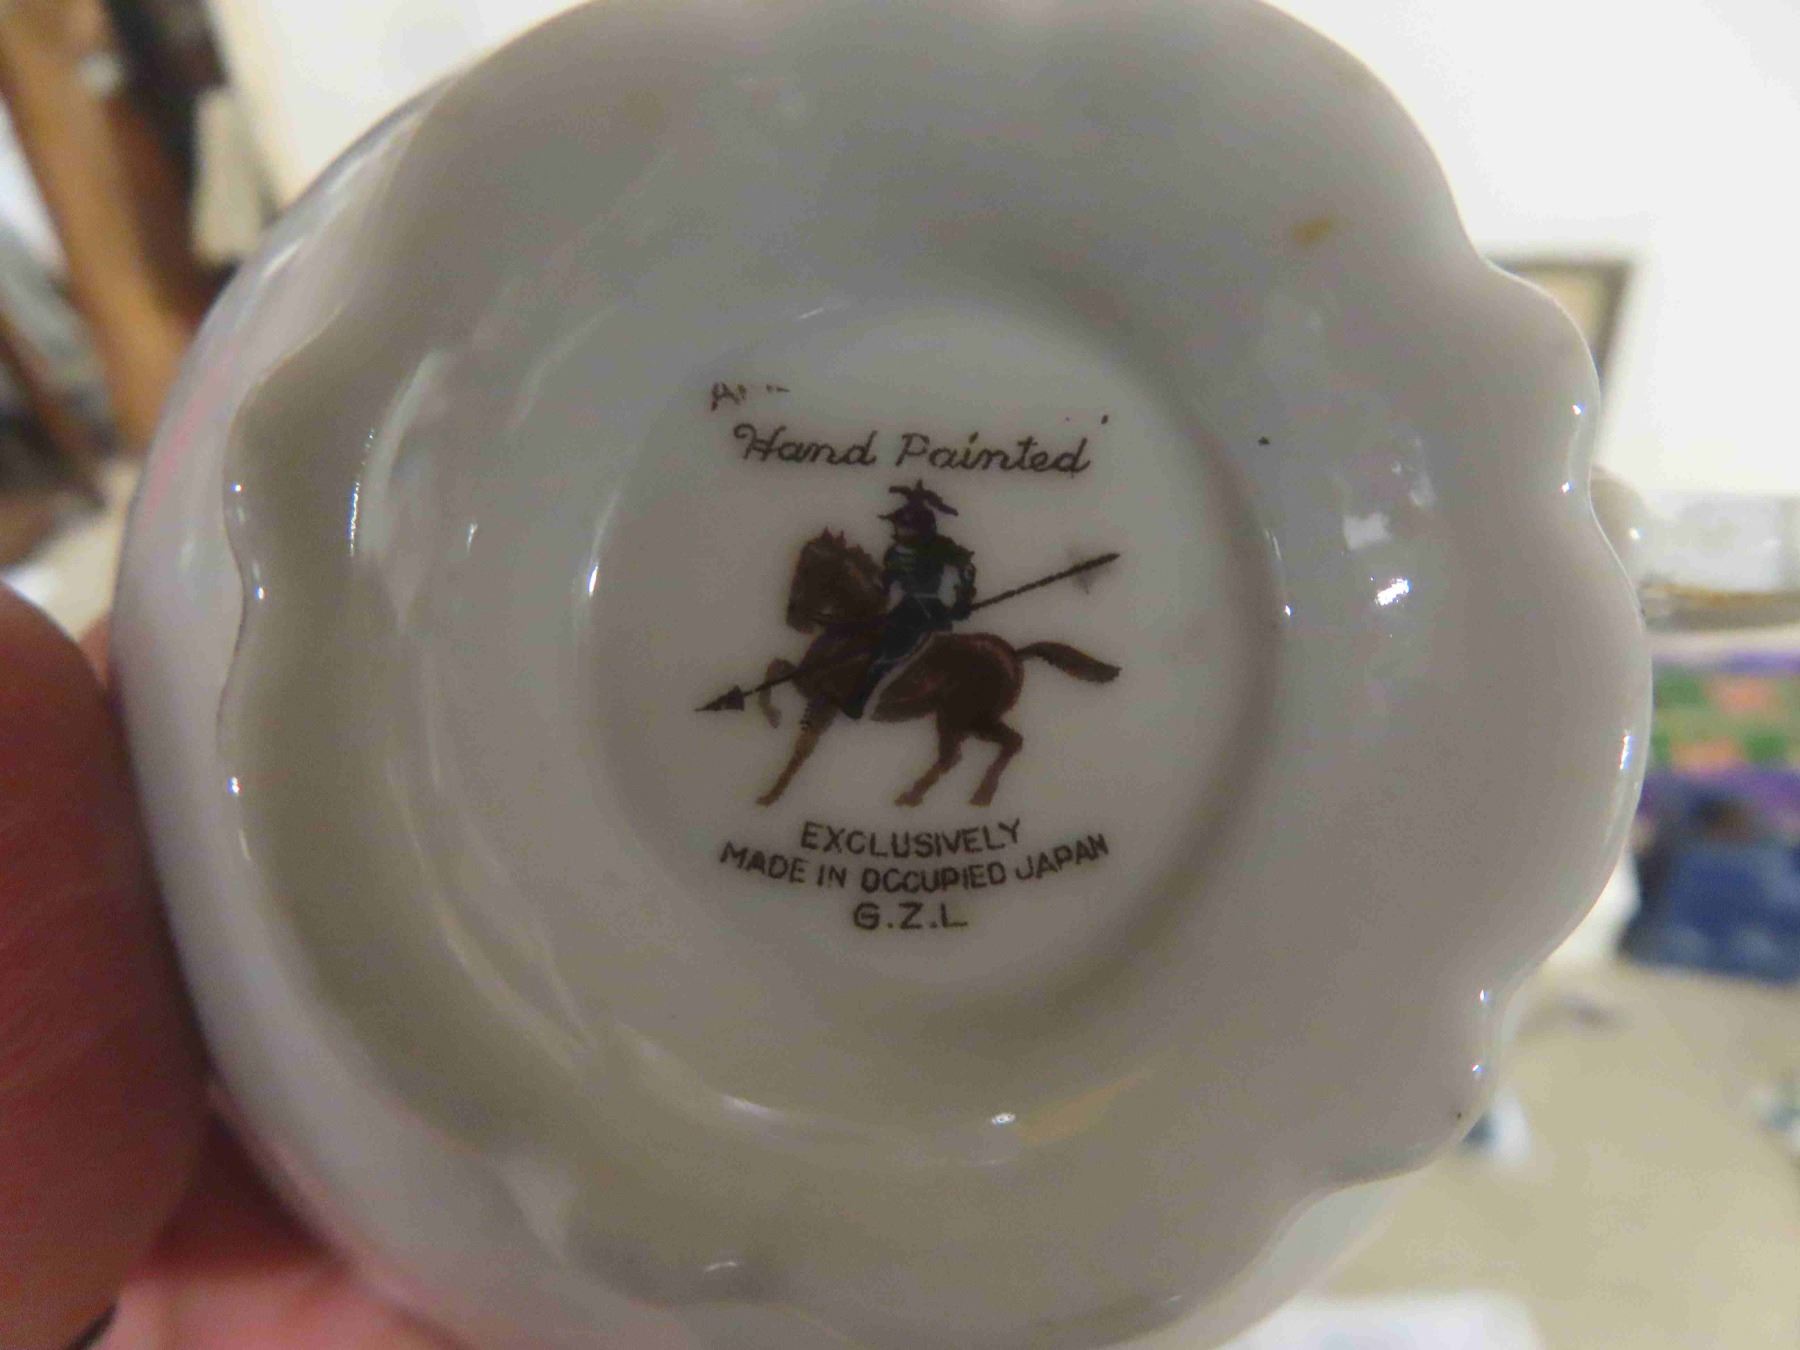 Hand Painted
EXCLUSIVELY
MADE IN OCCUPIED JAPAN
G.Z.L